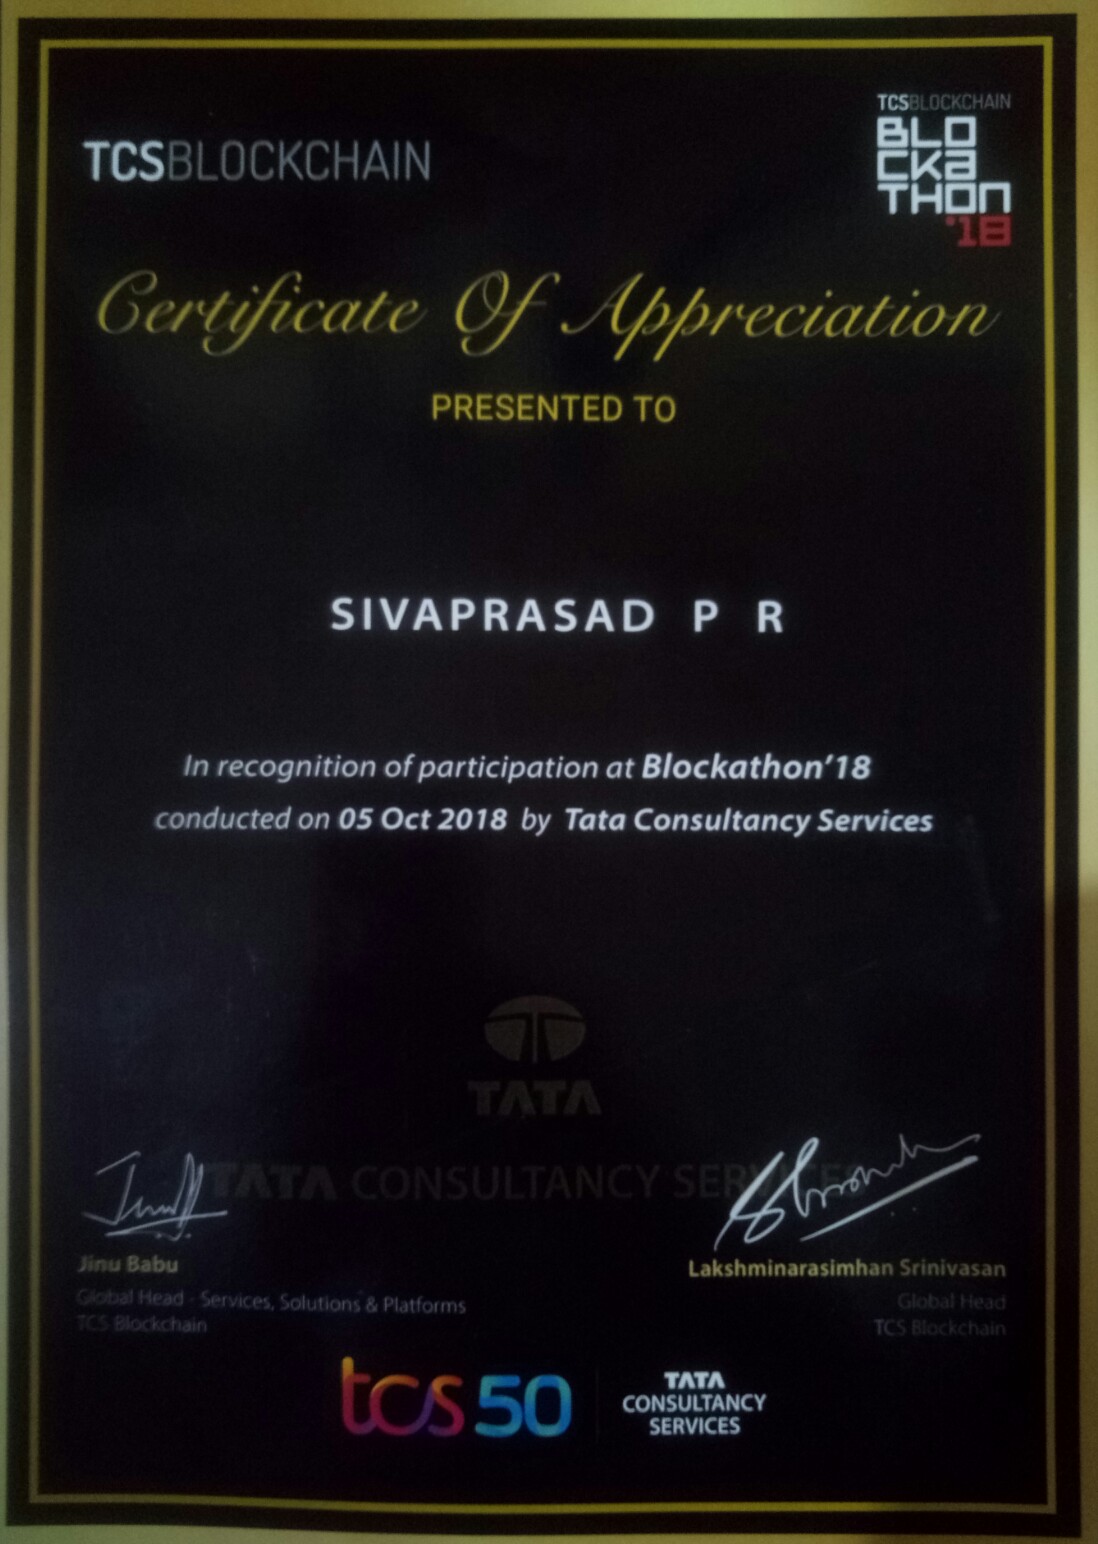 TCSBLOCKCHAIN
TCSBLOCKCHAIN
BLO
CKa
THON
'18
Certificate Of Appreciation
PRESENTED TO
SIVAPRASAD P R
In recognition of participation at Blockathon'18
conducted on 05 Oct 2018 by Tata Consultancy Services
TATA
TATA CONSULTANCY SERVICES
Jinu Babu
Global Head - Services, Solutions & Platforms
TCS Blockchain
Lakshminarasimhan Srinivasan
Global Head
TCS Blockchain
tcs 50
TATA
CONSULTANCY
SERVICES